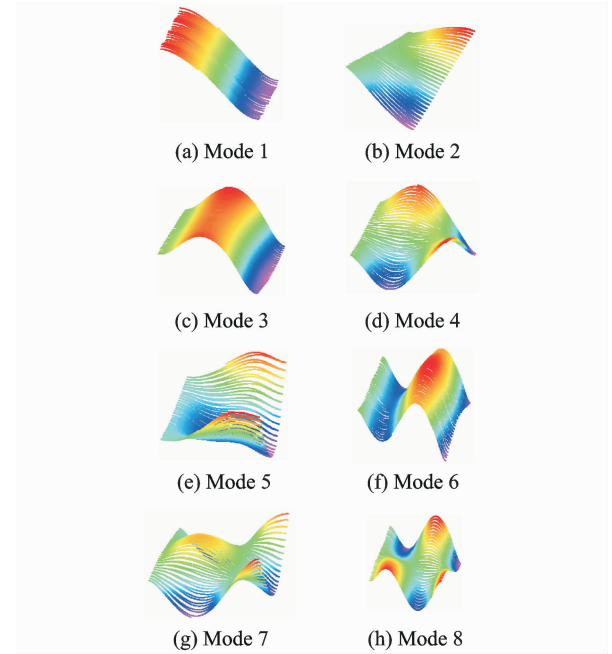 (a) Mode 1
(b) Mode 2
(c) Mode 3
(d) Mode 4
(e) Mode 5
(f) Mode 6
(g) Mode 7
(h) Mode 8